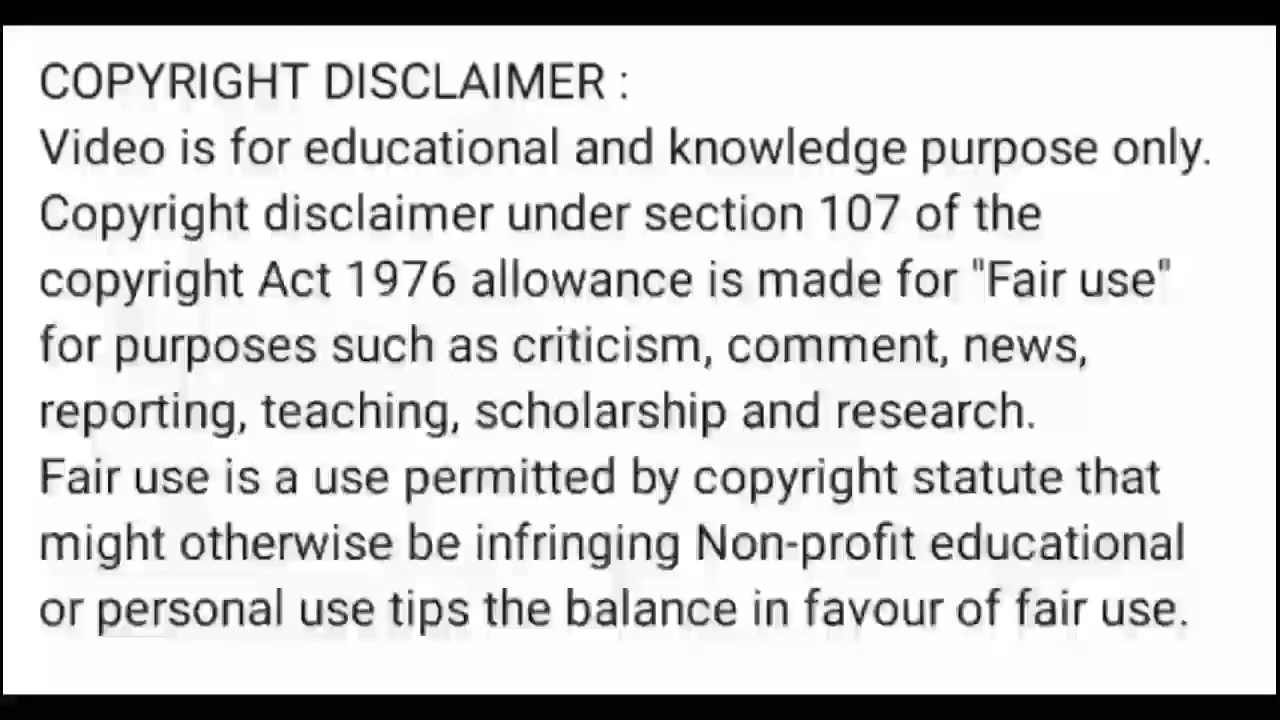 COPYRIGHT DISCLAIMER :
Video is for educational and knowledge purpose only.
Copyright disclaimer under section 107 of the
copyright Act 1976 allowance is made for "Fair use"
for purposes such as criticism, comment, news,
reporting, teaching, scholarship and research.
Fair use is a use permitted by copyright statute that
might otherwise be infringing Non-profit educational
or personal use tips the balance in favour of fair use.